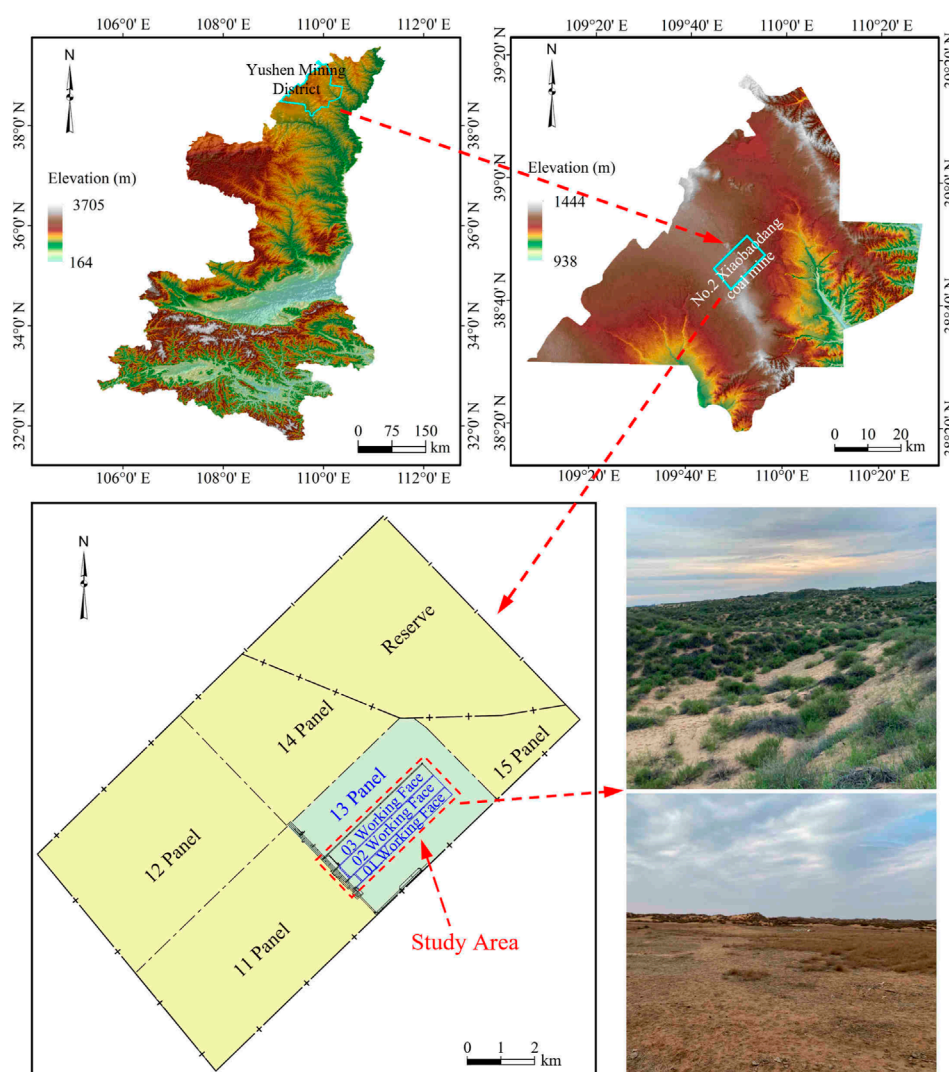 106°0' E
108°0' E
110°0' E
112°0' E
N
Yushen Mining
District
38°0' N
36°0' N
34°0' N
32°0' N
Elevation (m)
3705
164
0 75 150
km
106°0' E
108°0' E
110°0' E
112°0' E
109°20' E
109°40' E
110°0' E
110°20' E
N
39°20' N
39°0' N
38°40' N
38°20' N
Elevation (m)
1444
938
No.2 Xiaobaodang
coal mine
0 10 20
km
109°20' E
109°40' E
110°0' E
110°20' E
N
Reserve
14 Panel
15 Panel
13 Panel
03 Working Face
02 Working Face
01 Working Face
12 Panel
11 Panel
Study Area
0 1 2
km